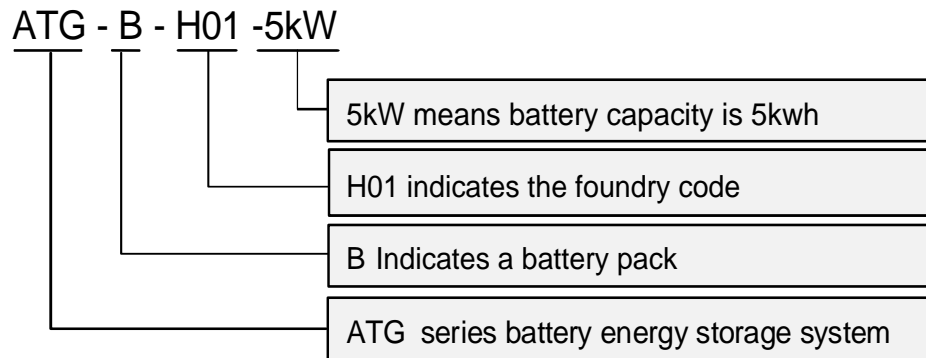 ATG - B - H01 -5kW
5kW means battery capacity is 5kwh
H01 indicates the foundry code
B Indicates a battery pack
ATG series battery energy storage system